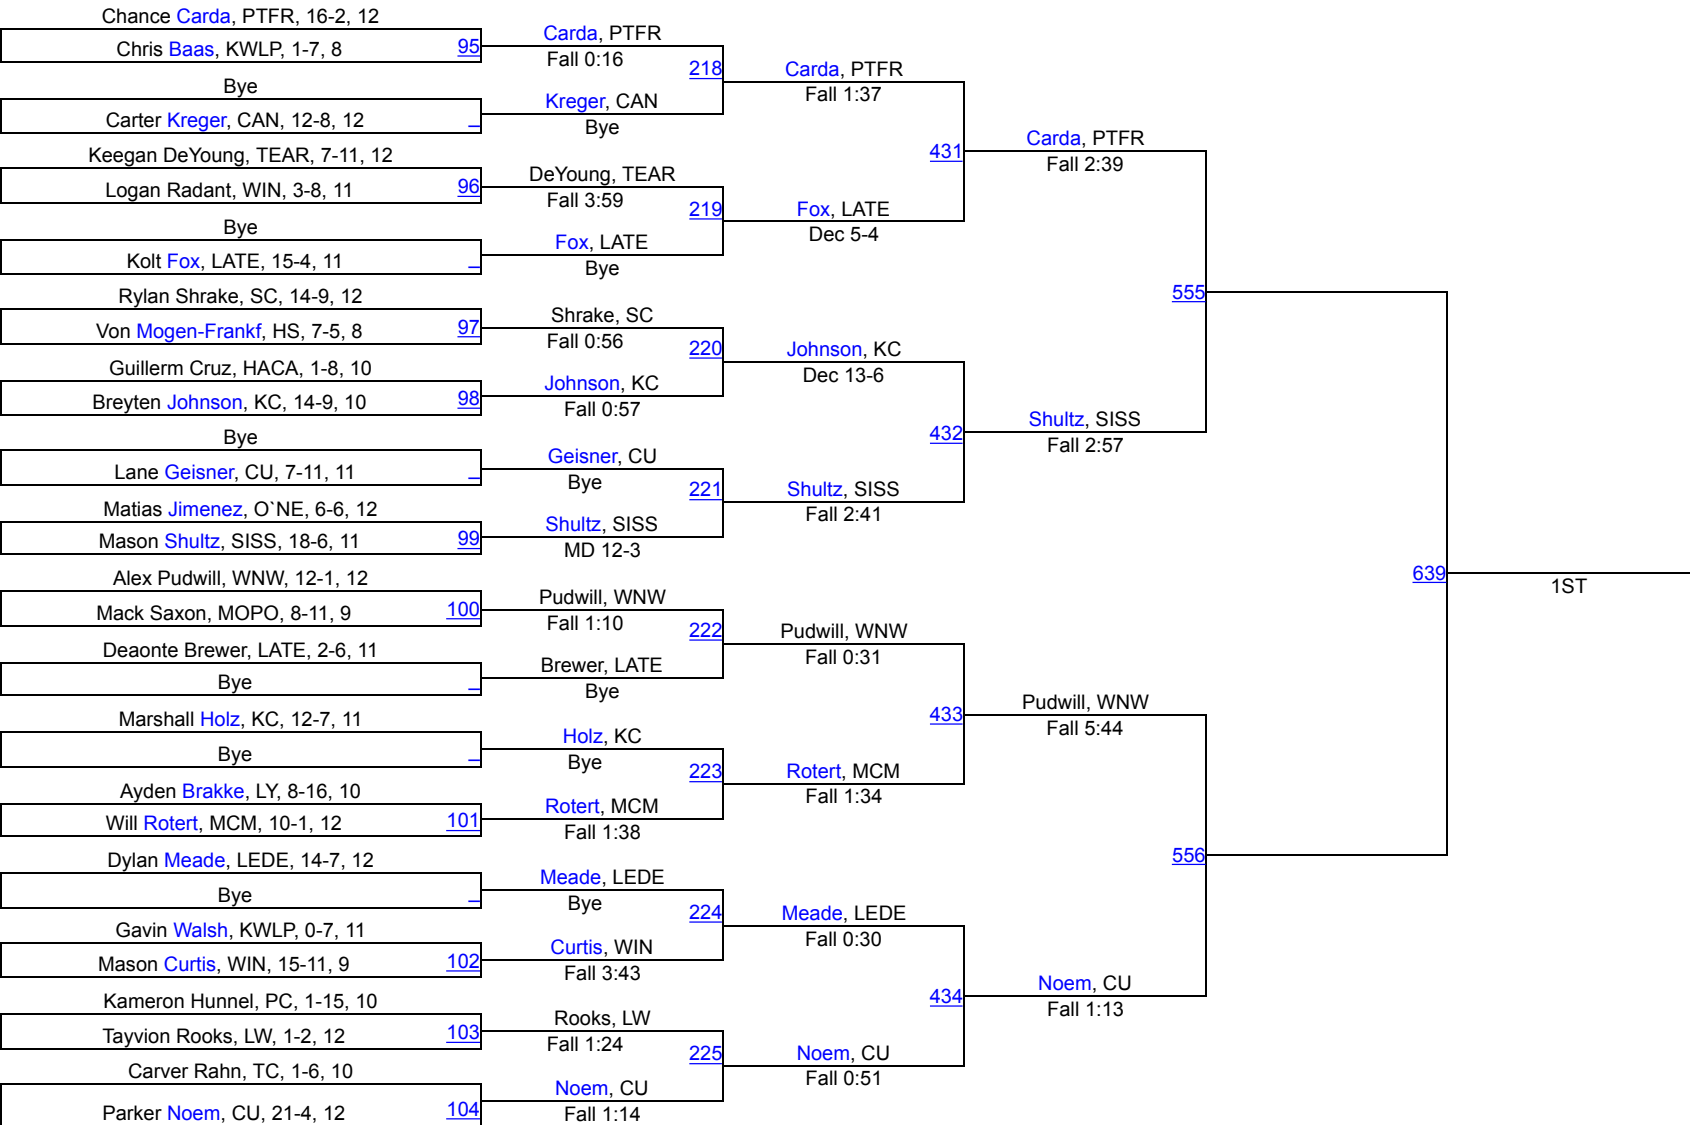 Chance Carda, PTFR, 16-2, 12
Chris Baas, KWLP, 1-7, 8
95
Bye
Carter Kreger, CAN, 12-8, 12
Keegan DeYoung, TEAR, 7-11, 12
Logan Radant, WIN, 3-8, 11
96
Bye
Kolt Fox, LATE, 15-4, 11
Rylan Shrake, SC, 14-9, 12
Von Mogen-Frankf, HS, 7-5, 8
97
Guillerm Cruz, HACA, 1-8, 10
Breyten Johnson, KC, 14-9, 10
98
Bye
Lane Geisner, CU, 7-11, 11
Matias Jimenez, O`NE, 6-6, 12
Mason Shultz, SISS, 18-6, 11
99
Alex Pudwill, WNW, 12-1, 12
Mack Saxon, MOPO, 8-11, 9
100
Deaonte Brewer, LATE, 2-6, 11
Bye
Marshall Holz, KC, 12-7, 11
Bye
Ayden Brakke, LY, 8-16, 10
Will Rotert, MCM, 10-1, 12
101
Dylan Meade, LEDE, 14-7, 12
Bye
Gavin Walsh, KWLP, 0-7, 11
Mason Curtis, WIN, 15-11, 9
102
Kameron Hunnel, PC, 1-15, 10
Tayvion Rooks, LW, 1-2, 12
103
Carver Rahn, TC, 1-6, 10
Parker Noem, CU, 21-4, 12
104
Carda, PTFR
Fall 0:16
218
Kreger, CAN
Bye
DeYoung, TEAR
Fall 3:59
219
Fox, LATE
Bye
Shrake, SC
Fall 0:56
220
Johnson, KC
Fall 0:57
Geisner, CU
Bye
221
Shultz, SISS
MD 12-3
Pudwill, WNW
Fall 1:10
222
Brewer, LATE
Bye
Holz, KC
Bye
223
Rotert, MCM
Fall 1:38
Meade, LEDE
Bye
224
Curtis, WIN
Fall 3:43
Rooks, LW
Fall 1:24
225
Noem, CU
Fall 1:14
Carda, PTFR
Fall 1:37
431
Fox, LATE
Dec 5-4
Johnson, KC
Dec 13-6
432
Shultz, SISS
Fall 2:41
Pudwill, WNW
Fall 0:31
433
Rotert, MCM
Fall 1:34
Meade, LEDE
Fall 0:30
434
Noem, CU
Fall 0:51
Carda, PTFR
Fall 2:39
555
Shultz, SISS
Fall 2:57
Pudwill, WNW
Fall 5:44
556
Noem, CU
Fall 1:13
639
1ST